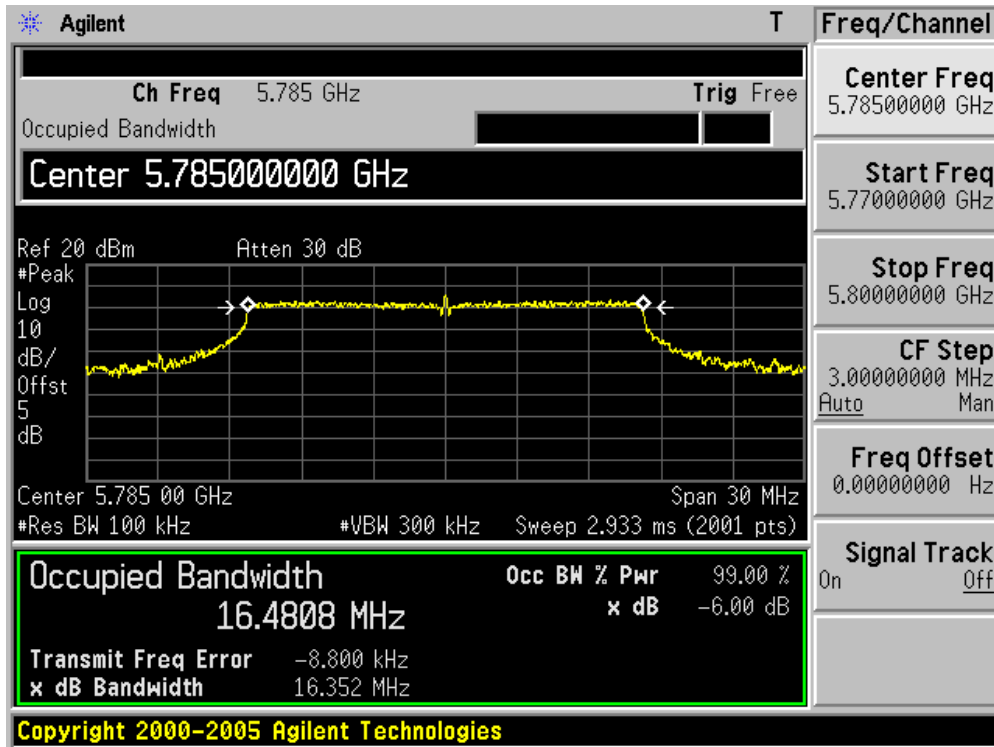 Agilent T
Ch Freq 5.785 GHz Trig Free
Occupied Bandwidth
Center 5.785000000 GHz
Ref 20 dBm Atten 30 dB
#Peak
Log
10
dB/
Offst
5
dB
Center 5.785 00 GHz Span 30 MHz
#Res BW 100 kHz #VBW 300 kHz Sweep 2.933 ms (2001 pts)
Occupied Bandwidth
16.4808 MHz
Occ BW % Pwr 99.00 %
x dB -6.00 dB
Transmit Freq Error -8.800 kHz
x dB Bandwidth 16.352 MHz
Copyright 2000-2005 Agilent Technologies
Freq/Channel
Center Freq
5.78500000 GHz
Start Freq
5.77000000 GHz
Stop Freq
5.80000000 GHz
CF Step
3.00000000 MHz
Auto Man
Freq Offset
0.00000000 Hz
Signal Track
On Off